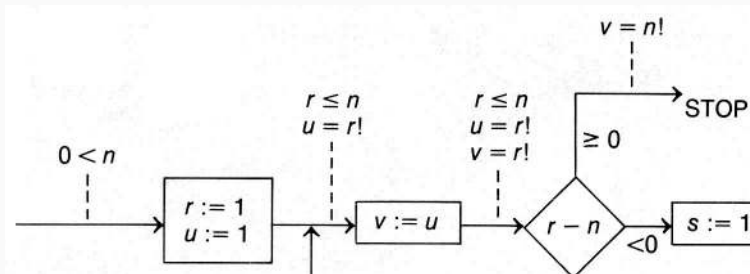 0 < n
r := 1
u := 1
r ≤ n
u = r!
v := u
r ≤ n
u = r!
v = r!
r − n
≥ 0
v = n!
STOP
<0
s := 1